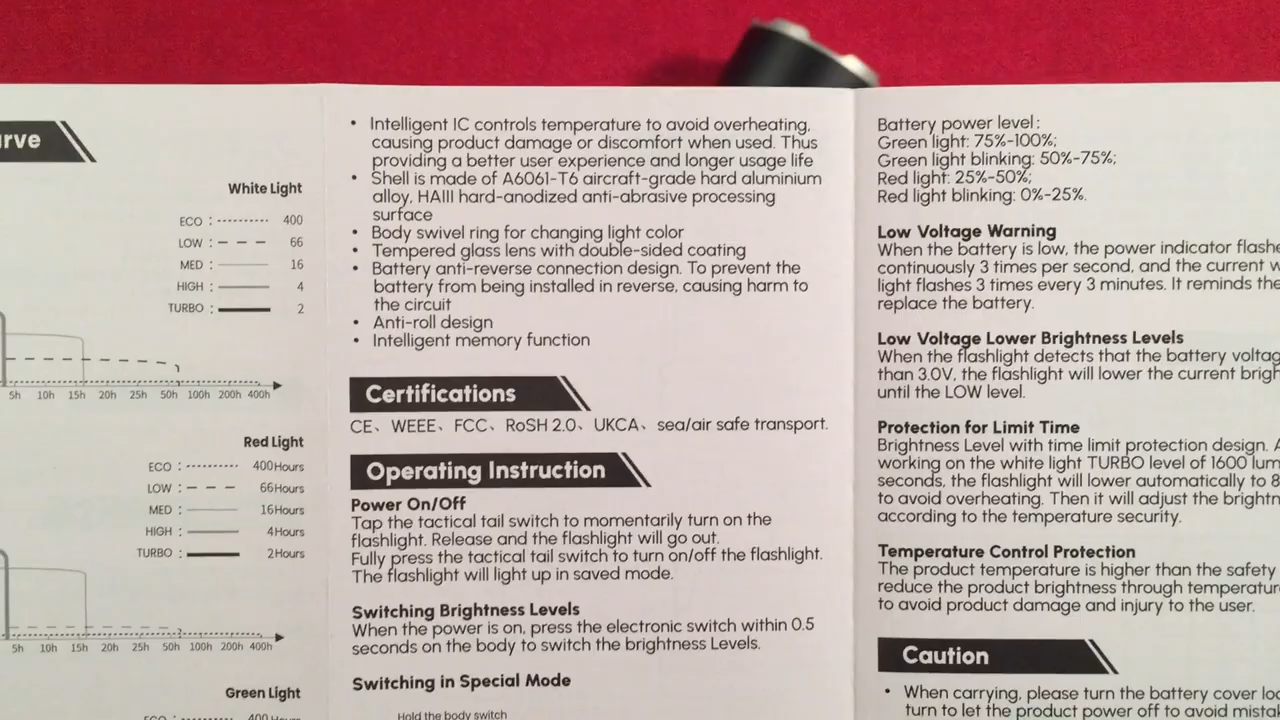 White Light
ECO : 400
LOW : 66
MED : 16
HIGH : 4
TURBO : 2
5h 10h 15h 20h 25h 50h 100h 200h 400h
Red Light
ECO : 400Hours
LOW : 66Hours
MED : 16Hours
HIGH : 4Hours
TURBO : 2Hours
5h 10h 15h 20h 25h 50h 100h 200h 400h
Green Light
ECO : 400Hours
• Intelligent IC controls temperature to avoid overheating,
causing product damage or discomfort when used. Thus
providing a better user experience and longer usage life
• Shell is made of A6061-T6 aircraft-grade hard aluminium
alloy, HAIII hard-anodized anti-abrasive processing
surface
• Body swivel ring for changing light color
• Tempered glass lens with double-sided coating
• Battery anti-reverse connection design. To prevent the
battery from being installed in reverse, causing harm to
the circuit
• Anti-roll design
• Intelligent memory function
Certifications
CE、WEEE、FCC、RoSH 2.0、UKCA、sea/air safe transport.
Operating Instruction
Power On/Off
Tap the tactical tail switch to momentarily turn on the
flashlight. Release and the flashlight will go out.
Fully press the tactical tail switch to turn on/off the flashlight.
The flashlight will light up in saved mode.
Switching Brightness Levels
When the power is on, press the electronic switch within 0.5
seconds on the body to switch the brightness Levels.
Switching in Special Mode
Hold the body switch
Battery power level:
Green light: 75%-100%;
Green light blinking: 50%-75%;
Red light: 25%-50%;
Red light blinking: 0%-25%.
Low Voltage Warning
When the battery is low, the power indicator flashe
continuously 3 times per second, and the current w
light flashes 3 times every 3 minutes. It reminds the
replace the battery.
Low Voltage Lower Brightness Levels
When the flashlight detects that the battery voltag
than 3.0V, the flashlight will lower the current brigh
until the LOW level.
Protection for Limit Time
Brightness Level with time limit protection design. A
working on the white light TURBO level of 1600 lum
seconds, the flashlight will lower automatically to 8
to avoid overheating. Then it will adjust the brightn
according to the temperature security.
Temperature Control Protection
The product temperature is higher than the safety
reduce the product brightness through temperatur
to avoid product damage and injury to the user.
Caution
• When carrying, please turn the battery cover loo
turn to let the product power off to avoid mistak